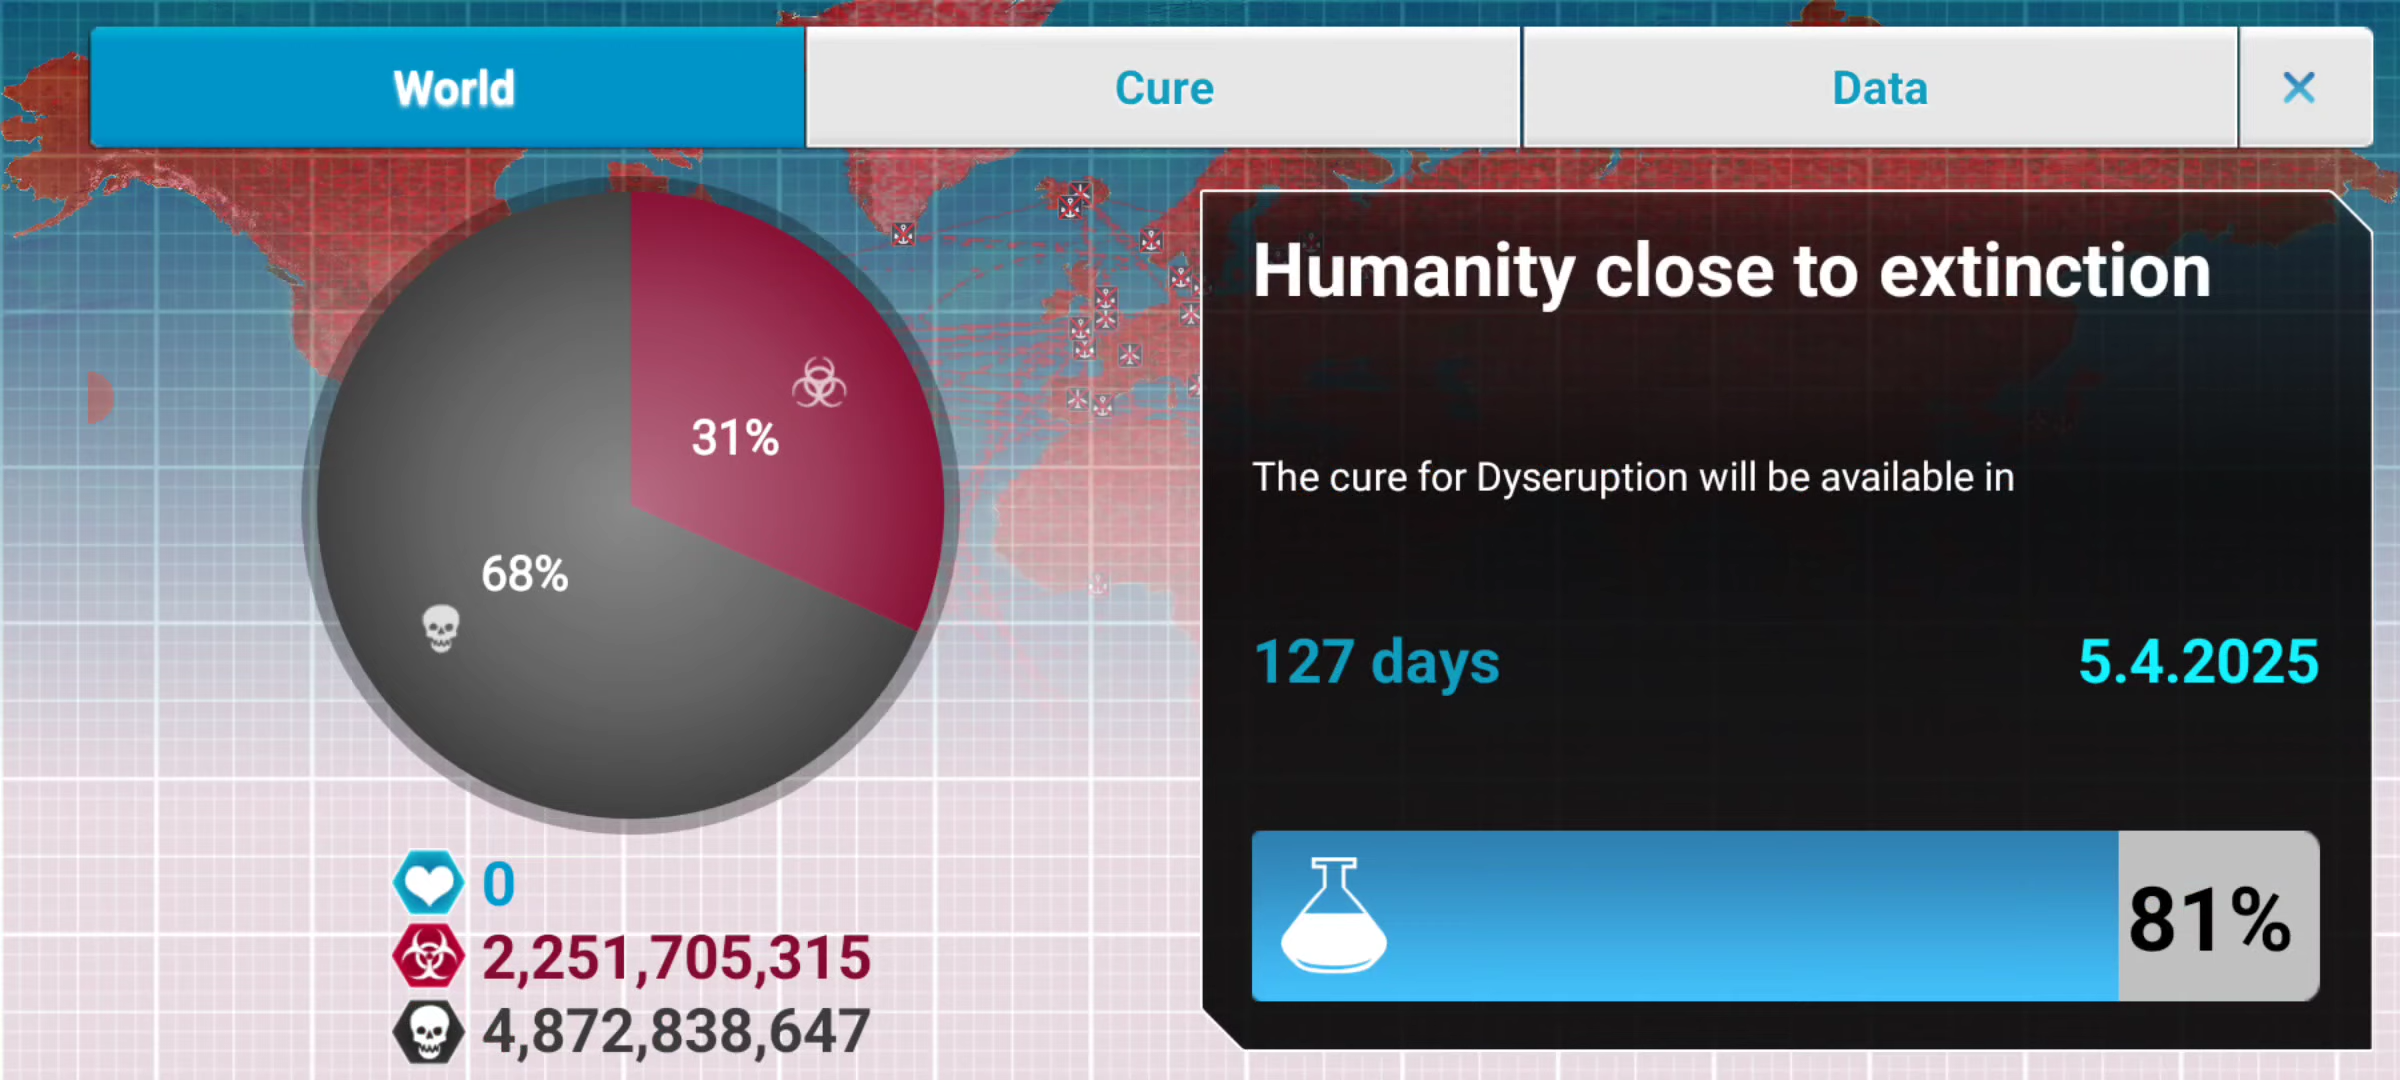 World
Cure
Data
31%
68%
0
2,251,705,315
4,872,838,647
Humanity close to extinction
The cure for Dyseruption will be available in
127 days
5.4.2025
81%